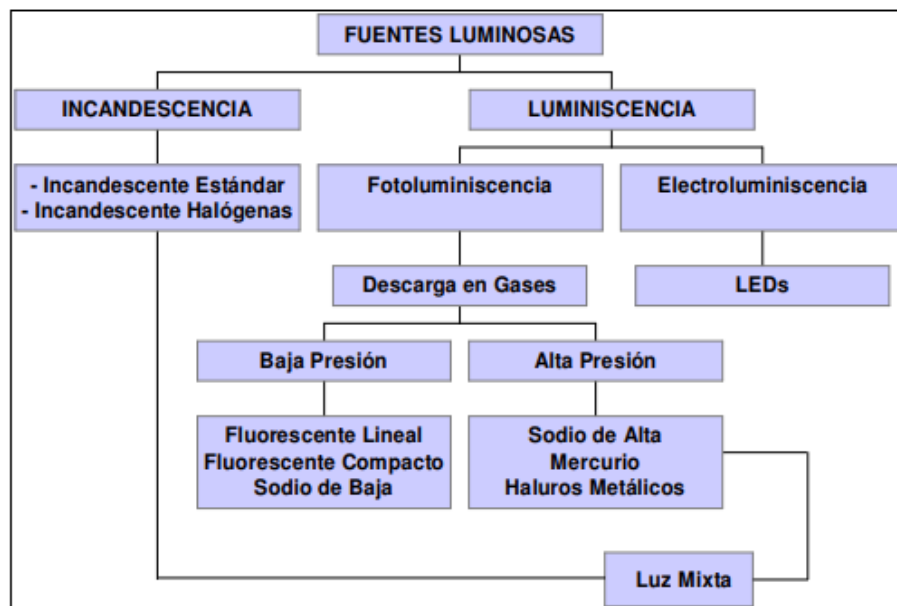 FUENTES LUMINOSAS
INCANDESCENCIA
LUMINISCENCIA
- Incandescente Estándar
- Incandescente Halógenas
Fotoluminiscencia
Electroluminiscencia
Descarga en Gases
LEDs
Baja Presión
Alta Presión
Fluorescente Lineal
Fluorescente Compacto
Sodio de Baja
Sodio de Alta
Mercurio
Haluros Metálicos
Luz Mixta